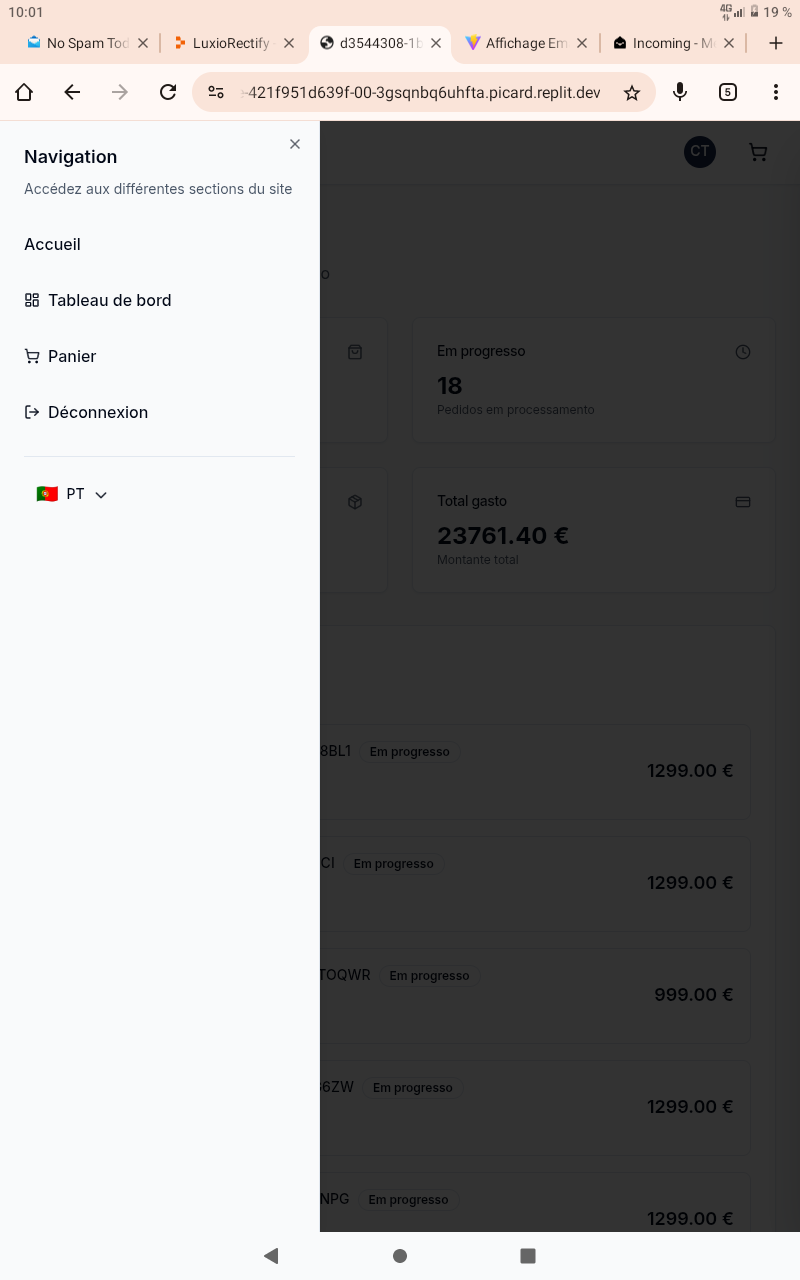 10:01
4G
19 %
No Spam Tod
LuxioRectify
d3544308-1b
Affichage Em
Incoming - M
-421f951d639f-00-3gsqnbq6uhfta.picard.replit.dev
5
Navigation
Accédez aux différentes sections du site
Accueil
Tableau de bord
Panier
Déconnexion
PT
CT
o
Em progresso
18
Pedidos em processamento
Total gasto
23761.40 €
Montante total
8BL1 Em progresso
1299.00 €
CI Em progresso
1299.00 €
TOQWR Em progresso
999.00 €
6ZW Em progresso
1299.00 €
NPG Em progresso
1299.00 €